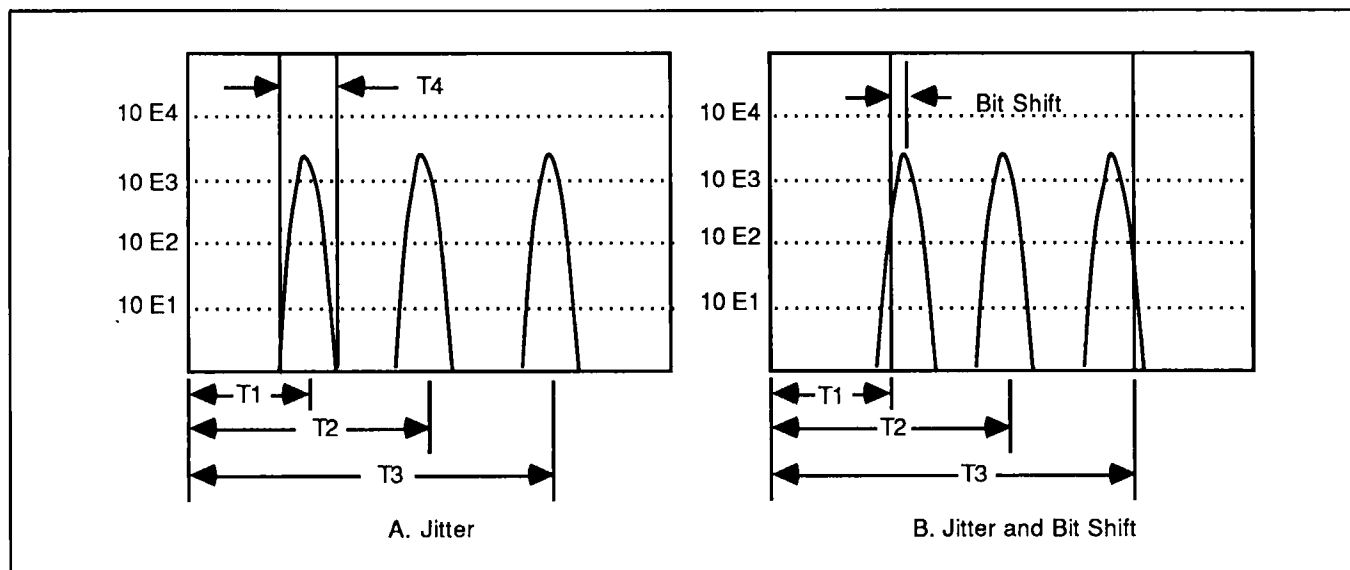 T4
10 E4
10 E3
10 E2
10 E1
T1
T2
T3
A. Jitter
Bit Shift
10 E4
10 E3
10 E2
10 E1
T1
T2
T3
B. Jitter and Bit Shift